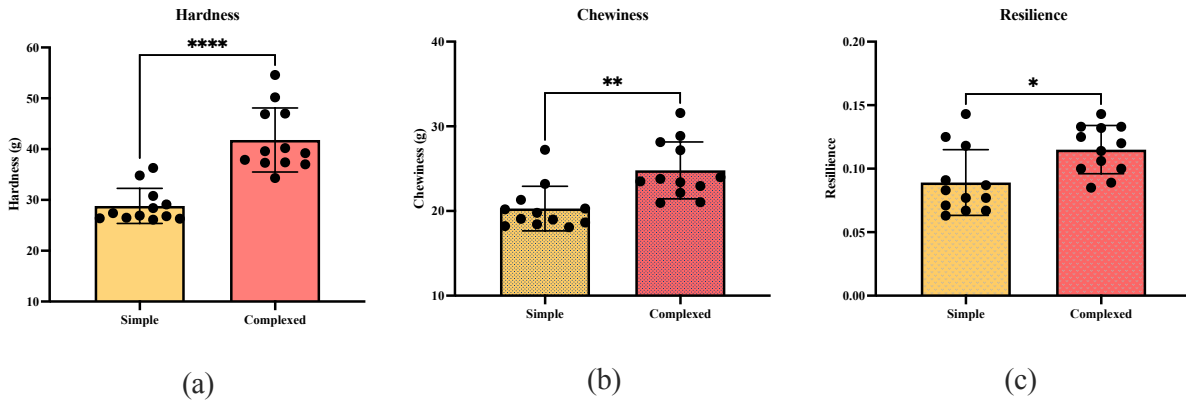 Hardness
****
60
50
40
30
20
10
Hardness (g)
Simple
Complexed
(a)
Chewiness
**
40
30
20
10
Chewiness (g)
Simple
Complexed
(b)
Resilience
*
0.20
0.15
0.10
0.05
0.00
Resilience
Simple
Complexed
(c)